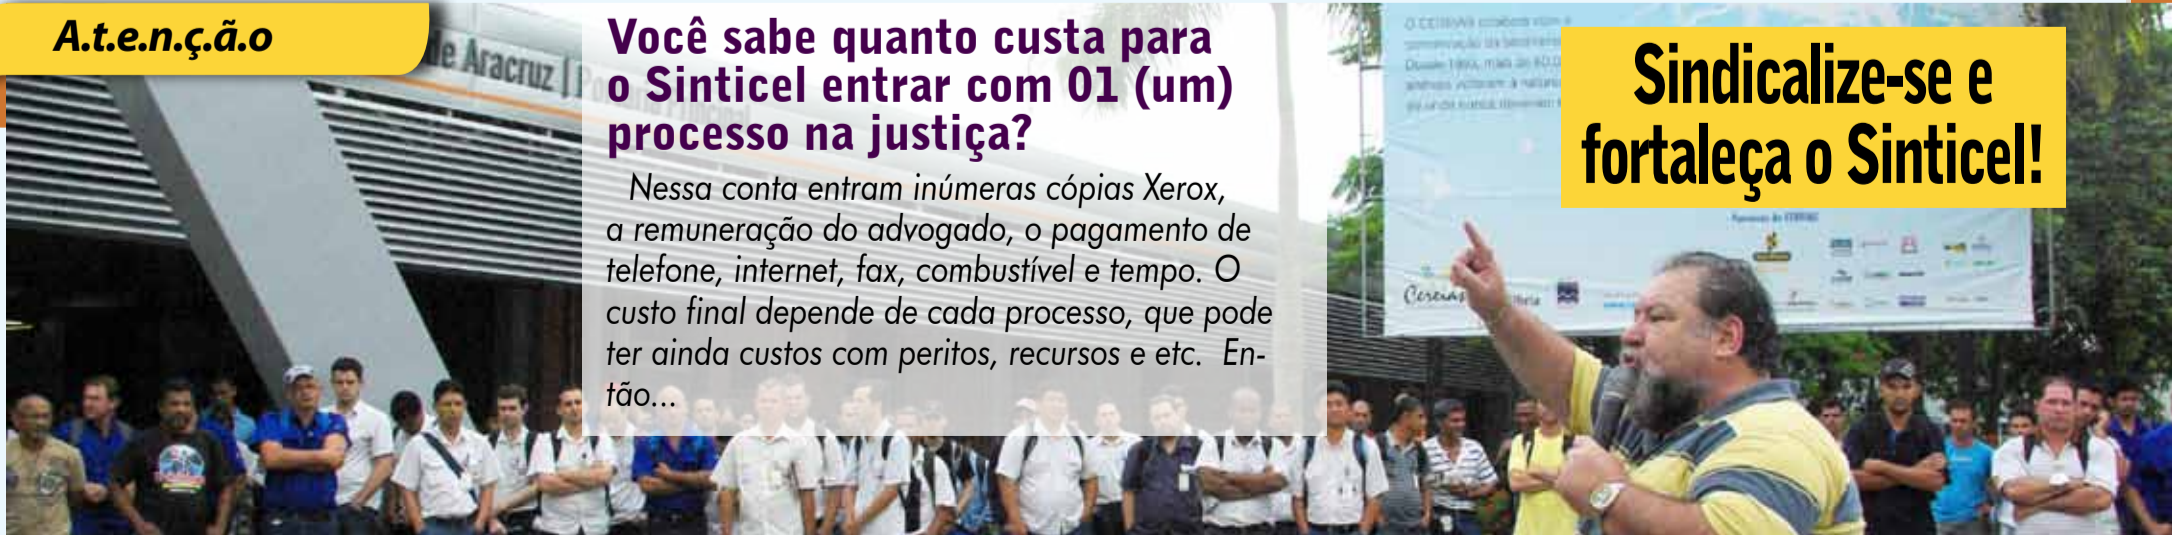 A.t.e.n.ç.ã.o
de Aracruz |
Você sabe quanto custa para
o Sinticel entrar com 01 (um)
processo na justiça?
Nessa conta entram inúmeras cópias Xerox,
a remuneração do advogado, o pagamento de
telefone, internet, fax, combustível e tempo. O
custo final depende de cada processo, que pode
ter ainda custos com peritos, recursos e etc. En-
tão...
Sindicalize-se e
fortaleça o Sinticel!